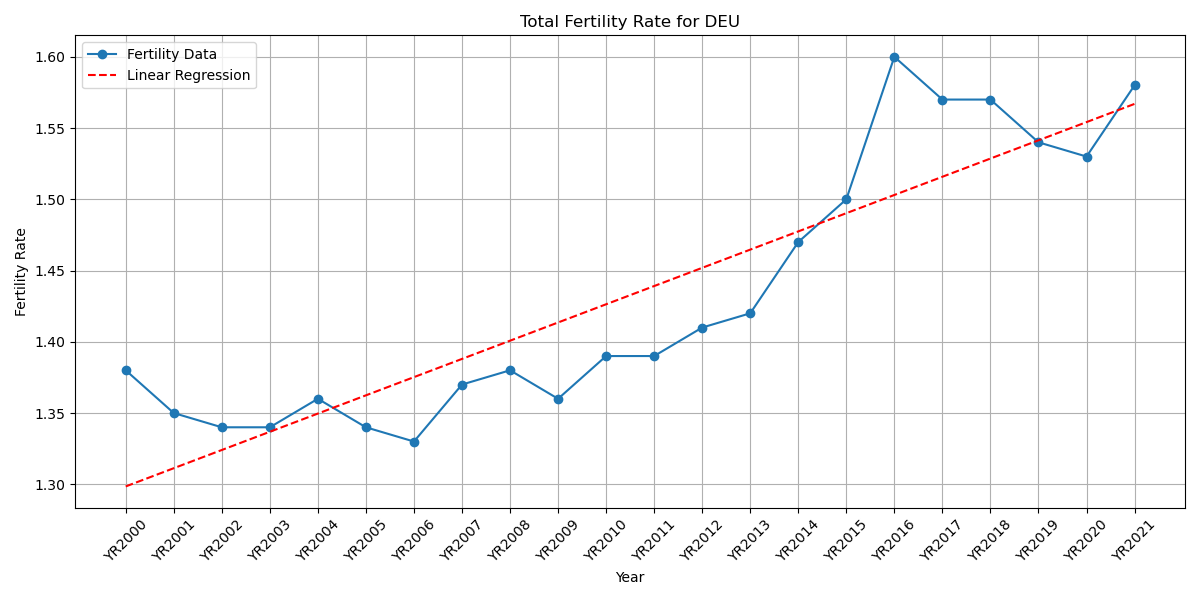 Total Fertility Rate for DEU
Fertility Data
Linear Regression
Fertility Rate
1.60
1.55
1.50
1.45
1.40
1.35
1.30
YR2000
YR2001
YR2002
YR2003
YR2004
YR2005
YR2006
YR2007
YR2008
YR2009
YR2010
YR2011
YR2012
YR2013
YR2014
YR2015
YR2016
YR2017
YR2018
YR2019
YR2020
YR2021
Year